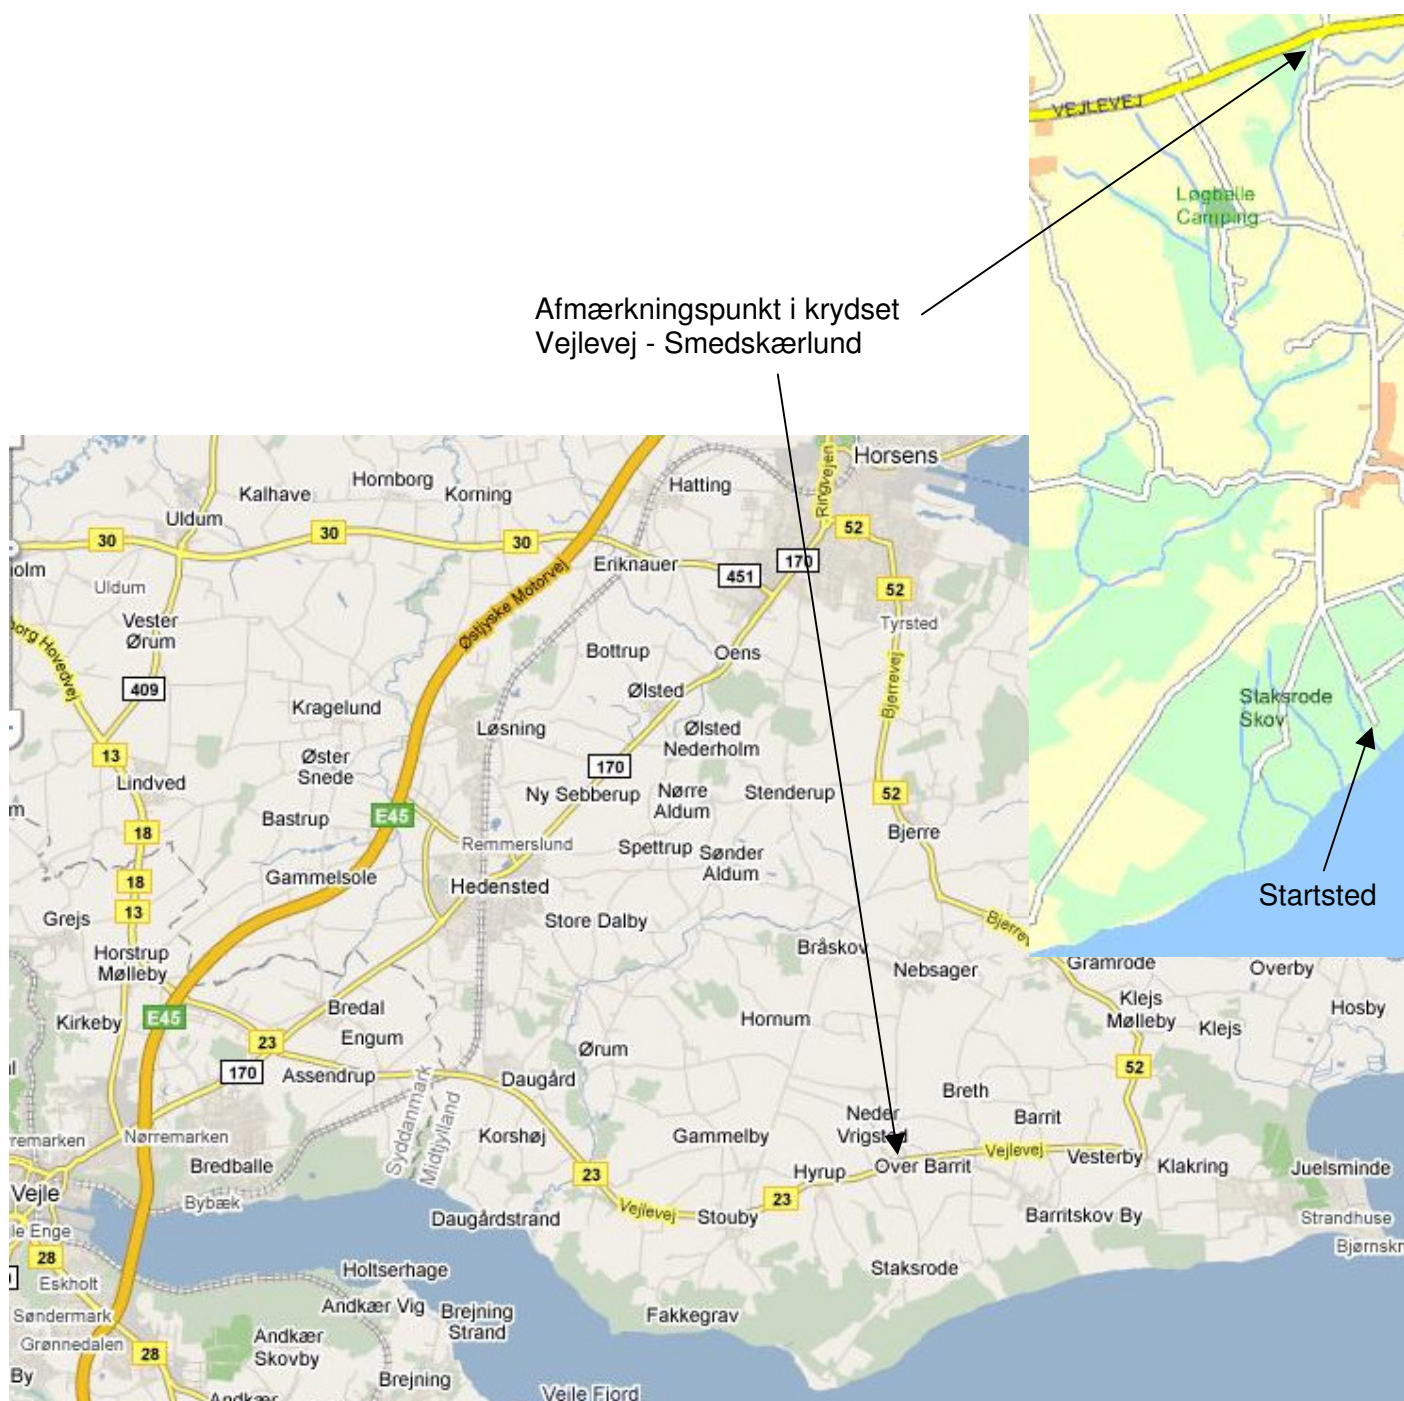 VEJLEVEJ
Løgballe
Camping
Afmærkningspunkt i krydset
Vejlevej - Smedskærlund
Staksrode
Skov
Startsted
Horsens
Ringvejen
Hatting
Hornborg
Kalhave
Korning
Uldum
30
30
30
52
170
451
Eriknauer
52
Tyrsted
Uldum
Vester
Ørum
Østjyske Motorvej
Bottrup
Oens
Bjerrevej
409
Kragelund
Ølsted
Løsning
Ølsted
Nederholm
13
Øster
Snede
170
Lindved
Ny Sebberup
Nørre
Aldum
Stenderup
52
Bastrup
E45
18
Bjerre
Remmerslund
Spettrup
Sønder
Aldum
18
Gammelsole
Hedensted
13
Grejs
Store Dalby
Horstrup
Mølleby
Bråskov
Nebsager
Gramrode
Overby
Klejs
Mølleby
Klejs
Hosby
Bredal
Kirkeby
E45
Engum
23
Hornum
Ørum
170
Assendrup
Daugård
52
Syddanmark
Midtjylland
Breth
Neder
Vrigsted
Barrit
Nørremarken
Korshøj
Gammelby
Vejlevej
Bredballe
Over Barrit
Vesterby
Klakring
Juelsminde
Hyrup
23
23
Vejle
Bybæk
Vejlevej
Stouby
Daugårdstrand
Barritskov By
Strandhuse
28
Eskholt
Holtserhage
Staksrode
Søndermark
Andkær Vig
Brejning
Strand
Fakkegrav
Grønnedalen
28
Andkær
Skovby
Brejning
Vejle Fjord